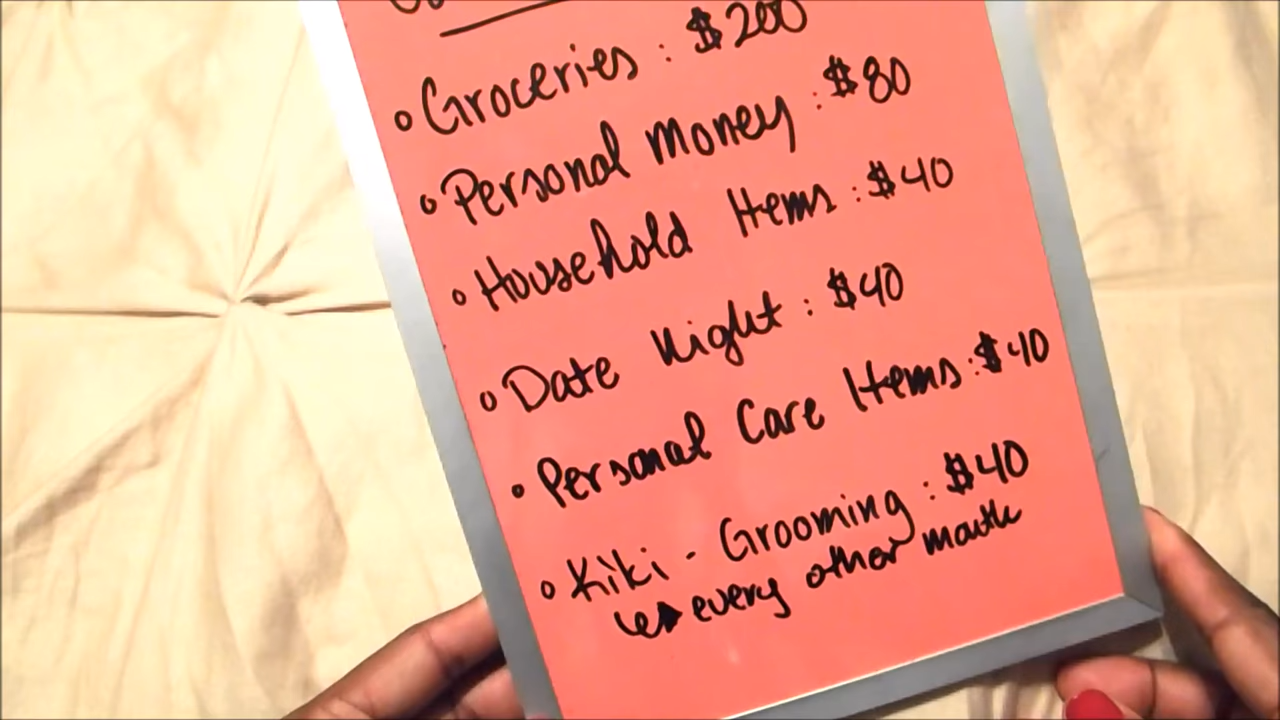 Groceries : $200
Personal Money : $80
Household Items : $40
Date Night : $40
Personal Care Items : $40
Kiki - Grooming : $40
every other month